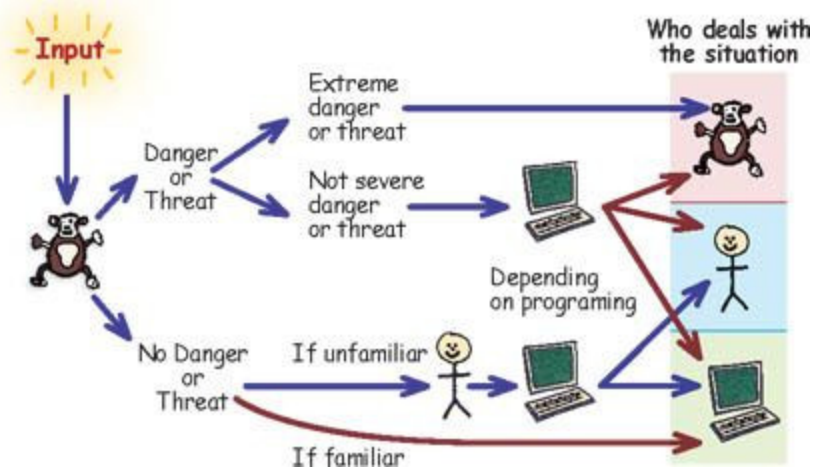 Input
Who deals with
the situation
Extreme
danger
or threat
Danger
or
Threat
Not severe
danger
or threat
Depending
on programing
No Danger
or
Threat
If unfamiliar
If familiar